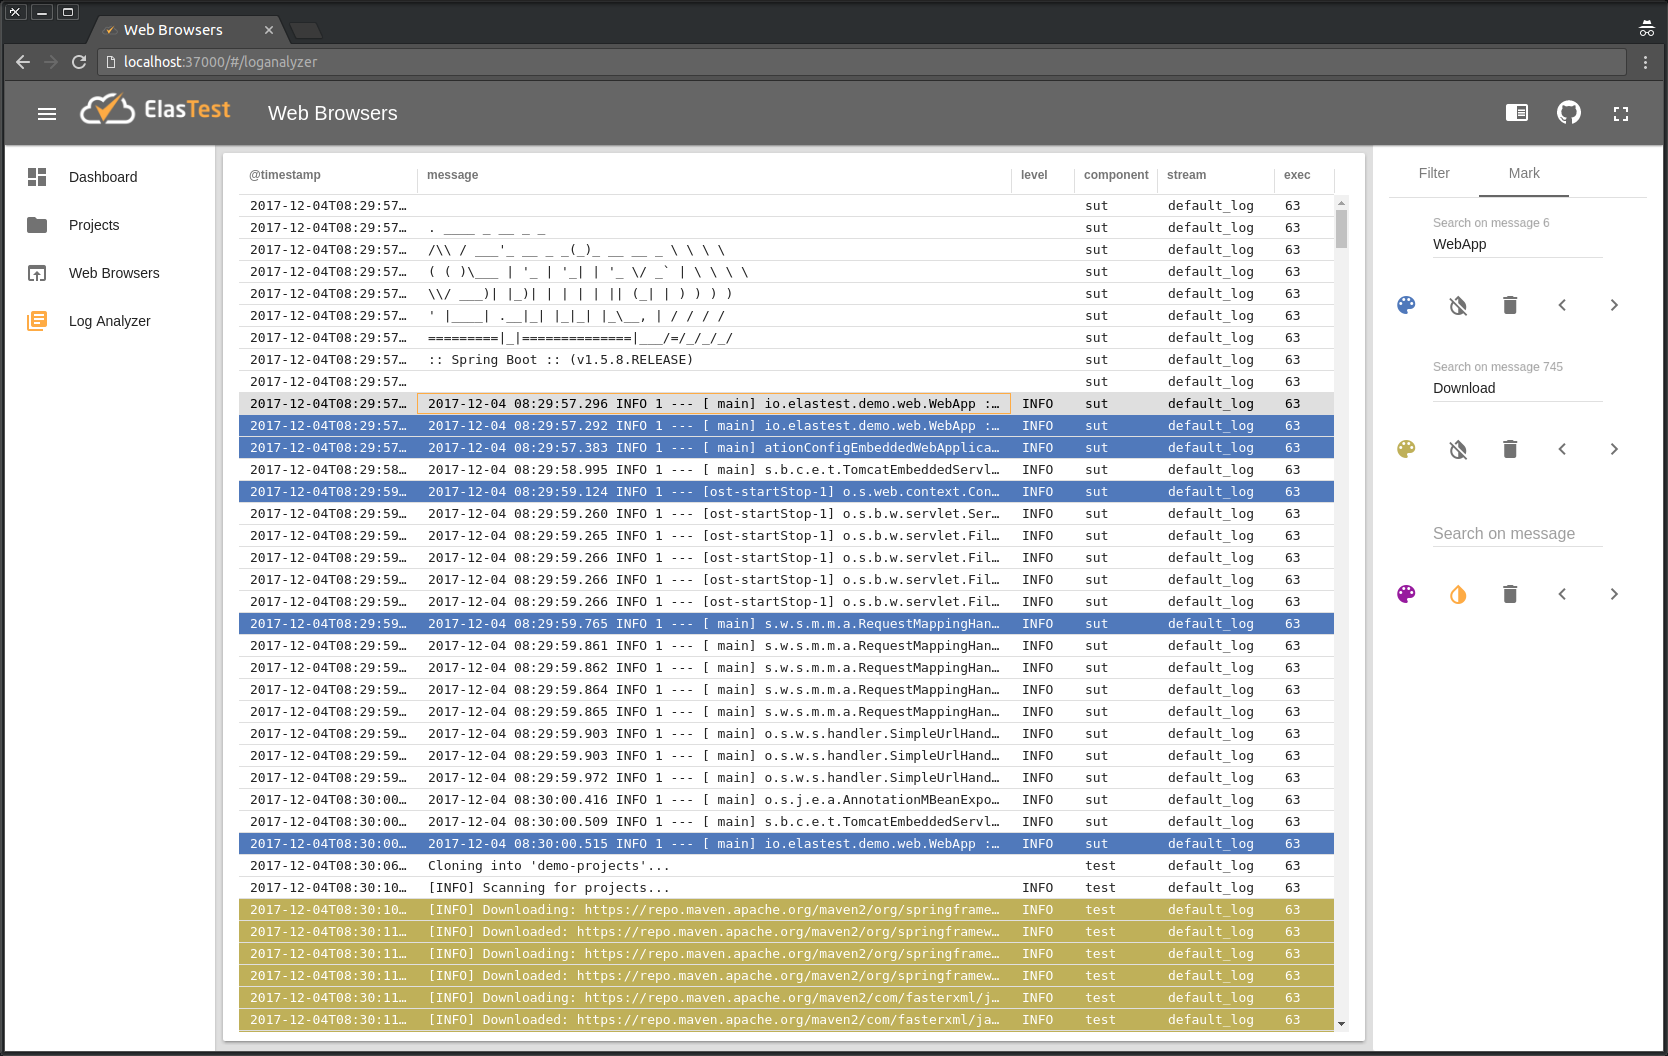 Web Browsers
localhost:37000/#/loganalyzer
ElasTest
Web Browsers
Dashboard
Projects
Web Browsers
Log Analyzer
@timestamp message level component stream exec
2017-12-04T08:29:57… sut default_log 63
2017-12-04T08:29:57… . ____ _ __ _ _ sut default_log 63
2017-12-04T08:29:57… /\\ / ___'_ __ _ _(_)_ __ __ _ \ \ \ \ sut default_log 63
2017-12-04T08:29:57… ( ( )\___ | '_ | '_| | '_ \/ _` | \ \ \ \ sut default_log 63
2017-12-04T08:29:57… \\/ ___)| |_)| | | | | || (_| | ) ) ) ) sut default_log 63
2017-12-04T08:29:57… ' |____| .__|_| |_|_| |_\__, | / / / / sut default_log 63
2017-12-04T08:29:57… =========|_|==============|___/=/_/_/_/ sut default_log 63
2017-12-04T08:29:57… :: Spring Boot :: (v1.5.8.RELEASE) sut default_log 63
2017-12-04T08:29:57… sut default_log 63
2017-12-04T08:29:57… 2017-12-04 08:29:57.296 INFO 1 --- [ main] io.elastest.demo.web.WebApp :… INFO sut default_log 63
2017-12-04T08:29:57… 2017-12-04 08:29:57.292 INFO 1 --- [ main] io.elastest.demo.web.WebApp :… INFO sut default_log 63
2017-12-04T08:29:57… 2017-12-04 08:29:57.383 INFO 1 --- [ main] ationConfigEmbeddedWebApplica… INFO sut default_log 63
2017-12-04T08:29:58… 2017-12-04 08:29:58.995 INFO 1 --- [ main] s.b.c.e.t.TomcatEmbeddedServl… INFO sut default_log 63
2017-12-04T08:29:59… 2017-12-04 08:29:59.124 INFO 1 --- [ost-startStop-1] o.s.web.context.Con… INFO sut default_log 63
2017-12-04T08:29:59… 2017-12-04 08:29:59.260 INFO 1 --- [ost-startStop-1] o.s.b.w.servlet.Ser… INFO sut default_log 63
2017-12-04T08:29:59… 2017-12-04 08:29:59.265 INFO 1 --- [ost-startStop-1] o.s.b.w.servlet.Fil… INFO sut default_log 63
2017-12-04T08:29:59… 2017-12-04 08:29:59.266 INFO 1 --- [ost-startStop-1] o.s.b.w.servlet.Fil… INFO sut default_log 63
2017-12-04T08:29:59… 2017-12-04 08:29:59.266 INFO 1 --- [ost-startStop-1] o.s.b.w.servlet.Fil… INFO sut default_log 63
2017-12-04T08:29:59… 2017-12-04 08:29:59.266 INFO 1 --- [ost-startStop-1] o.s.b.w.servlet.Fil… INFO sut default_log 63
2017-12-04T08:29:59… 2017-12-04 08:29:59.765 INFO 1 --- [ main] s.w.s.m.m.a.RequestMappingHan… INFO sut default_log 63
2017-12-04T08:29:59… 2017-12-04 08:29:59.861 INFO 1 --- [ main] s.w.s.m.m.a.RequestMappingHan… INFO sut default_log 63
2017-12-04T08:29:59… 2017-12-04 08:29:59.862 INFO 1 --- [ main] s.w.s.m.m.a.RequestMappingHan… INFO sut default_log 63
2017-12-04T08:29:59… 2017-12-04 08:29:59.864 INFO 1 --- [ main] s.w.s.m.m.a.RequestMappingHan… INFO sut default_log 63
2017-12-04T08:29:59… 2017-12-04 08:29:59.865 INFO 1 --- [ main] s.w.s.m.m.a.RequestMappingHan… INFO sut default_log 63
2017-12-04T08:29:59… 2017-12-04 08:29:59.903 INFO 1 --- [ main] o.s.w.s.handler.SimpleUrlHand… INFO sut default_log 63
2017-12-04T08:29:59… 2017-12-04 08:29:59.903 INFO 1 --- [ main] o.s.w.s.handler.SimpleUrlHand… INFO sut default_log 63
2017-12-04T08:29:59… 2017-12-04 08:29:59.972 INFO 1 --- [ main] o.s.w.s.handler.SimpleUrlHand… INFO sut default_log 63
2017-12-04T08:30:00… 2017-12-04 08:30:00.416 INFO 1 --- [ main] o.s.j.e.a.AnnotationMBeanExpo… INFO sut default_log 63
2017-12-04T08:30:00… 2017-12-04 08:30:00.509 INFO 1 --- [ main] s.b.c.e.t.TomcatEmbeddedServl… INFO sut default_log 63
2017-12-04T08:30:00… 2017-12-04 08:30:00.515 INFO 1 --- [ main] io.elastest.demo.web.WebApp :… INFO sut default_log 63
2017-12-04T08:30:06… Cloning into 'demo-projects'... test default_log 63
2017-12-04T08:30:10… [INFO] Scanning for projects... INFO test default_log 63
2017-12-04T08:30:10… [INFO] Downloading: https://repo.maven.apache.org/maven2/org/springframe… INFO test default_log 63
2017-12-04T08:30:11… [INFO] Downloaded: https://repo.maven.apache.org/maven2/org/springframew… INFO test default_log 63
2017-12-04T08:30:11… [INFO] Downloading: https://repo.maven.apache.org/maven2/org/springframe… INFO test default_log 63
2017-12-04T08:30:11… [INFO] Downloaded: https://repo.maven.apache.org/maven2/org/springframew… INFO test default_log 63
2017-12-04T08:30:11… [INFO] Downloading: https://repo.maven.apache.org/maven2/com/fasterxml/j… INFO test default_log 63
2017-12-04T08:30:11… [INFO] Downloaded: https://repo.maven.apache.org/maven2/com/fasterxml/ja… INFO test default_log 63
Filter Mark
Search on message 6
WebApp
Search on message 745
Download
Search on message